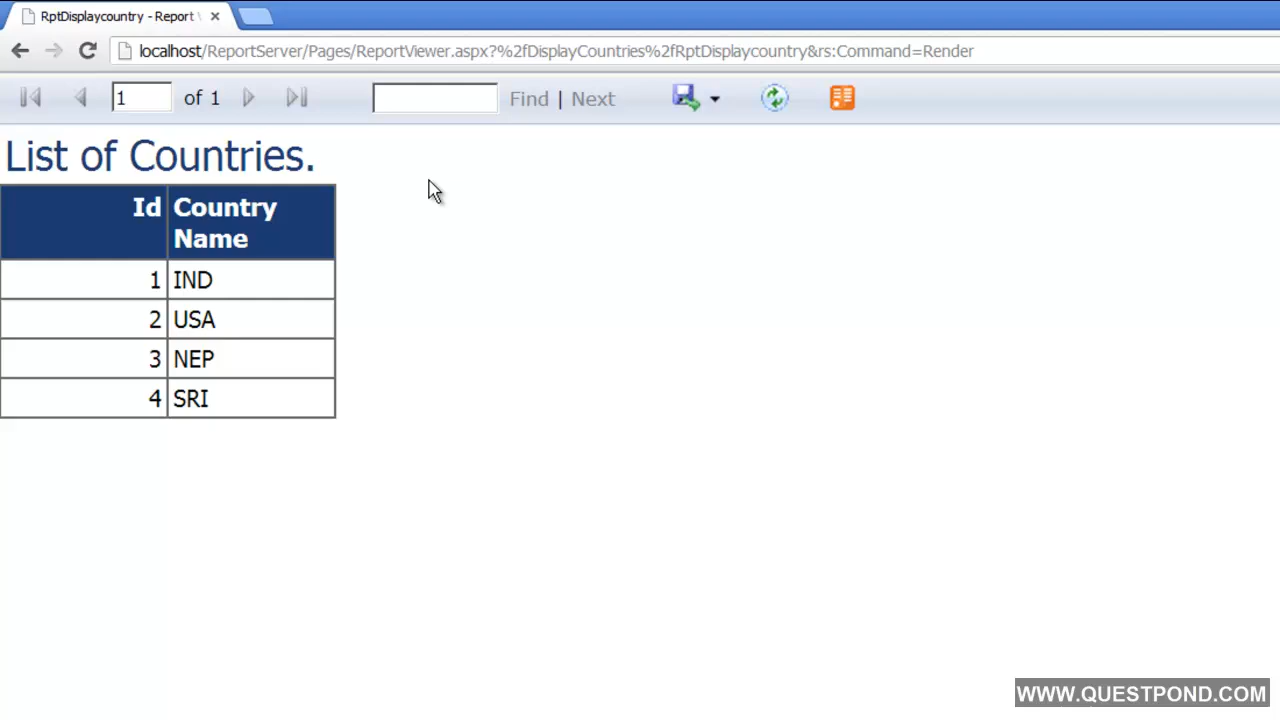 RptDisplaycountry - Report
localhost/ReportServer/Pages/ReportViewer.aspx?%2fDisplayCountries%2fRptDisplaycountry&rs:Command=Render
1 of 1 Find | Next
List of Countries.
Id Country Name
1 IND
2 USA
3 NEP
4 SRI
WWW.QUESTPOND.COM